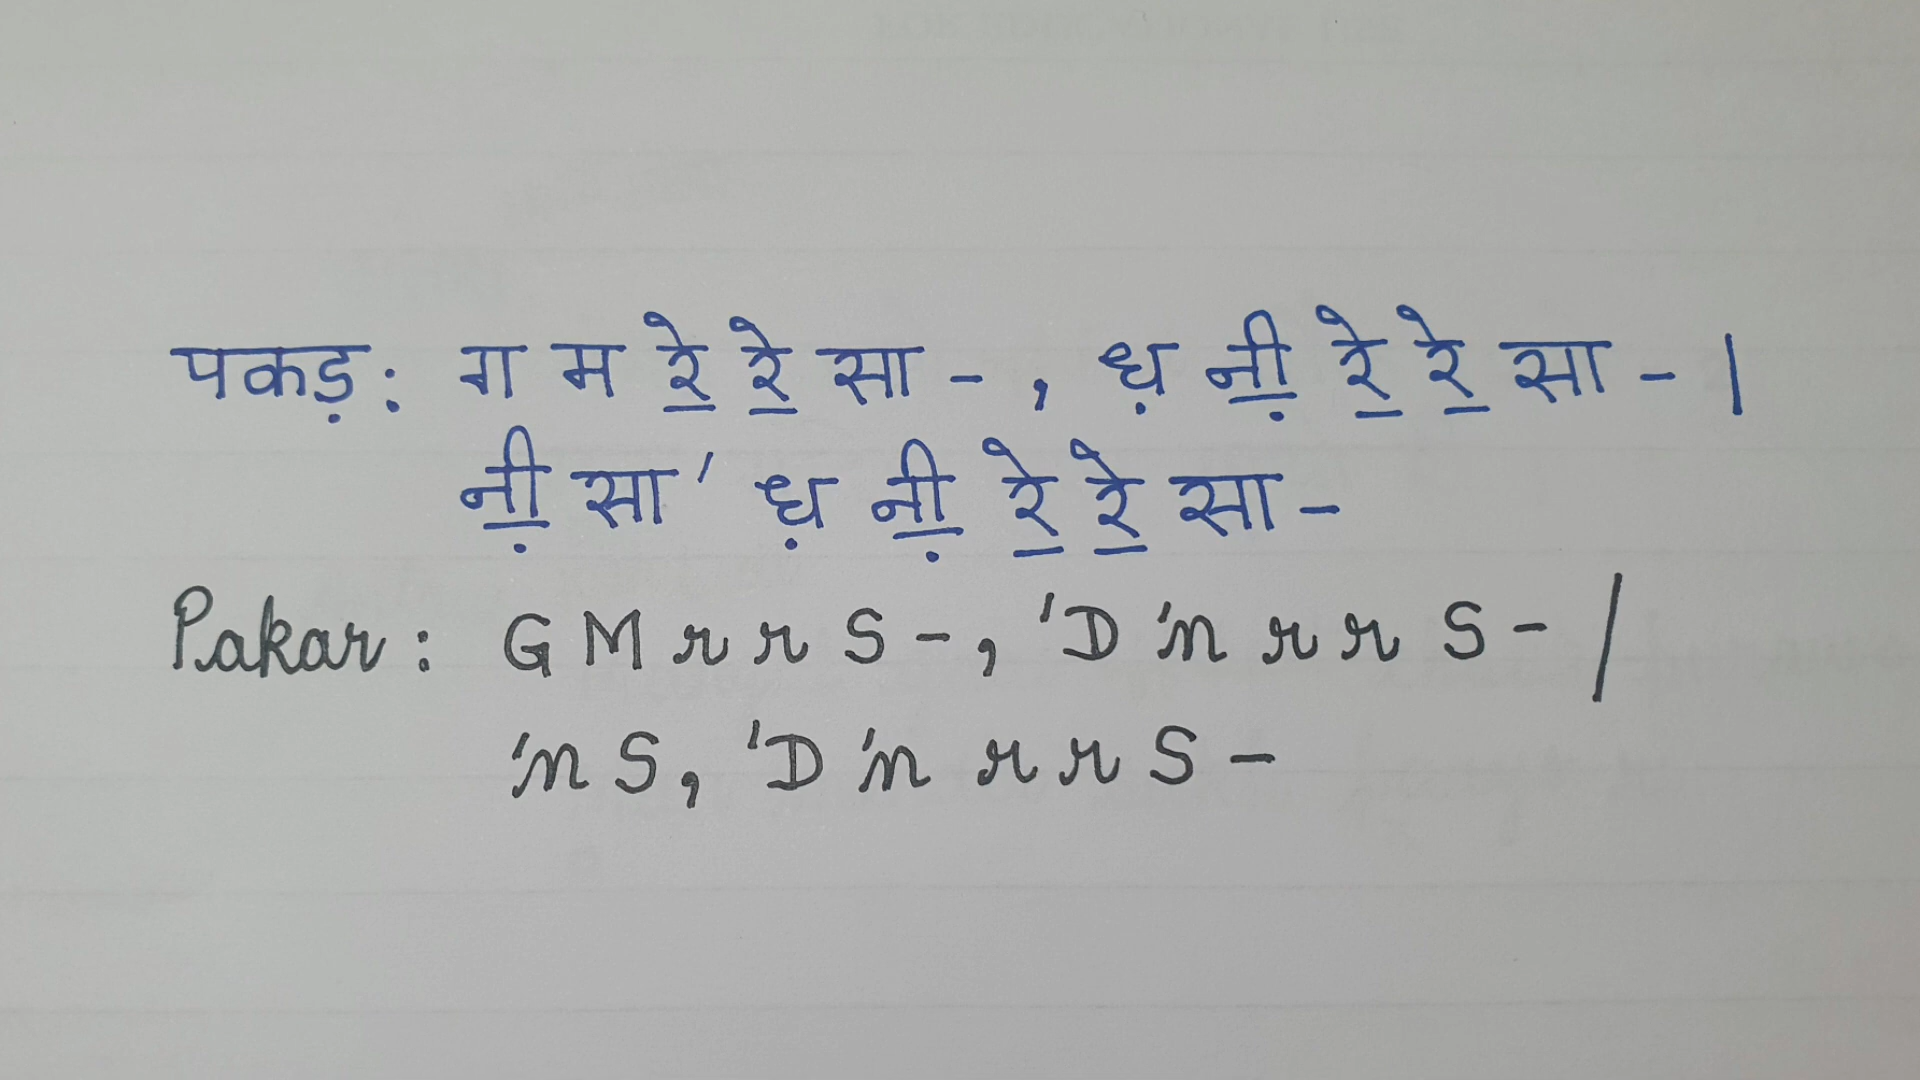 पकड़: ग म रे॒ रे॒ सा - , ध़ नी़॒ रे॒ रे॒ सा - |
नी़॒ सा ' ध़ नी़॒ रे॒ रे॒ सा -
Pakar: G M r r S - , 'D 'n r r S - |
'n S, 'D 'n r r S -